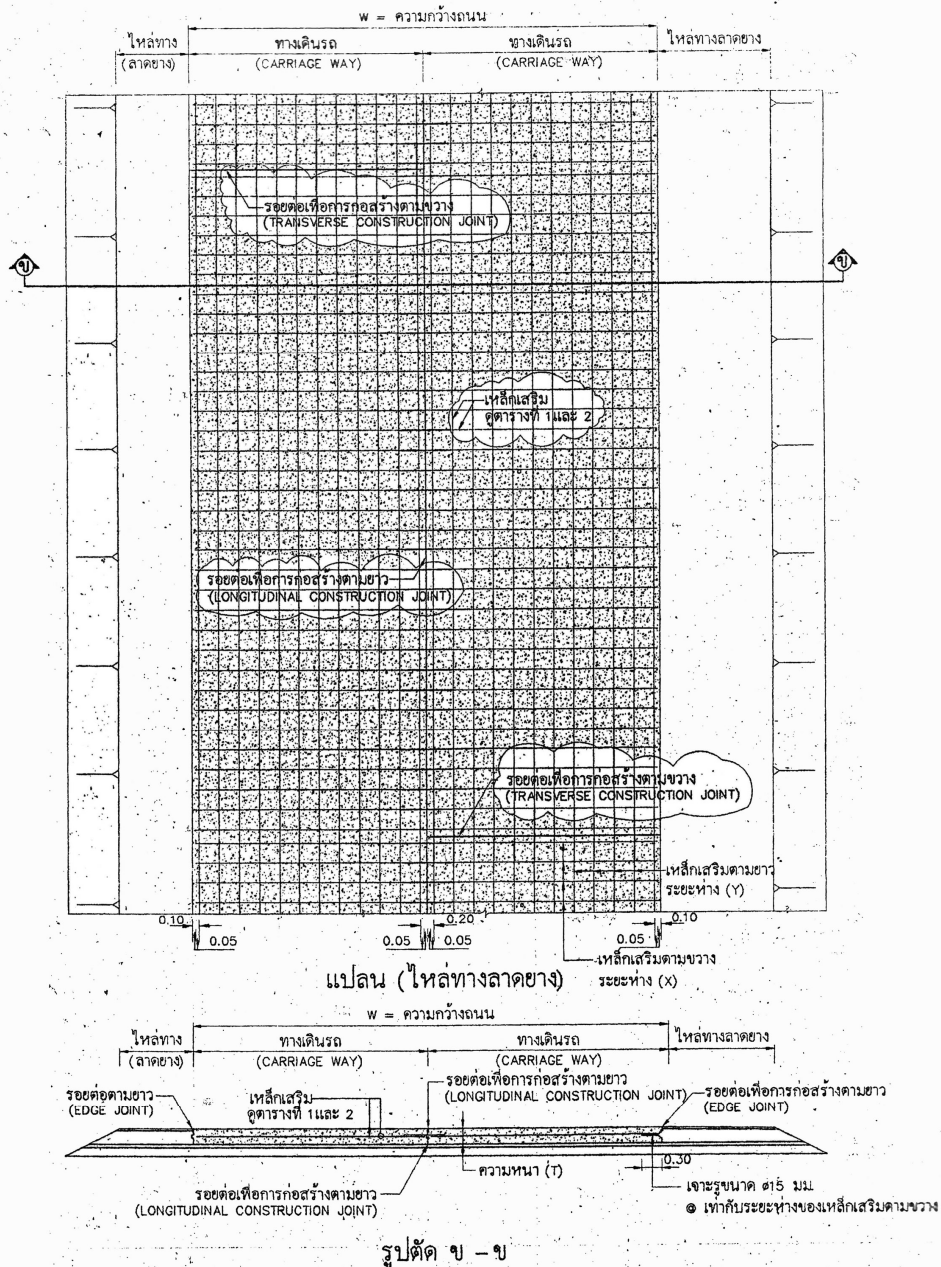 w = ความกว้างถนน
ไหล่ทาง
(ลาดยาง)
ทางเดินรถ
(CARRIAGE WAY)
ทางเดินรถ
(CARRIAGE WAY)
ไหล่ทางลาดยาง
รอยต่อเพื่อการก่อสร้างตามขวาง
(TRANSVERSE CONSTRUCTION JOINT)
ข
ข
เหล็กเสริม
ดูตารางที่ 1และ 2
รอยต่อเพื่อการก่อสร้างตามยาว
(LONGITUDINAL CONSTRUCTION JOINT)
รอยต่อเพื่อการก่อสร้างตามขวาง
(TRANSVERSE CONSTRUCTION JOINT)
เหล็กเสริมตามยาว
ระยะห่าง (Y)
0.10
0.20
0.10
0.05
0.05
0.05
0.05
เหล็กเสริมตามขวาง
ระยะห่าง (X)
แปลน (ไหล่ทางลาดยาง)
w = ความกว้างถนน
ไหล่ทาง
(ลาดยาง)
ทางเดินรถ
(CARRIAGE WAY)
ทางเดินรถ
(CARRIAGE WAY)
ไหล่ทางลาดยาง
รอยต่อตามยาว
(EDGE JOINT)
เหล็กเสริม
ดูตารางที่ 1และ 2
รอยต่อเพื่อการก่อสร้างตามยาว
(LONGITUDINAL CONSTRUCTION JOINT)
รอยต่อเพื่อการก่อสร้างตามยาว
(EDGE JOINT)
0.30
ความหนา (T)
รอยต่อเพื่อการก่อสร้างตามยาว
(LONGITUDINAL CONSTRUCTION JOINT)
เจาะรูขนาด ø15 มม.
@ เท่ากับระยะห่างของเหล็กเสริมตามขวาง
รูปตัด ข - ข